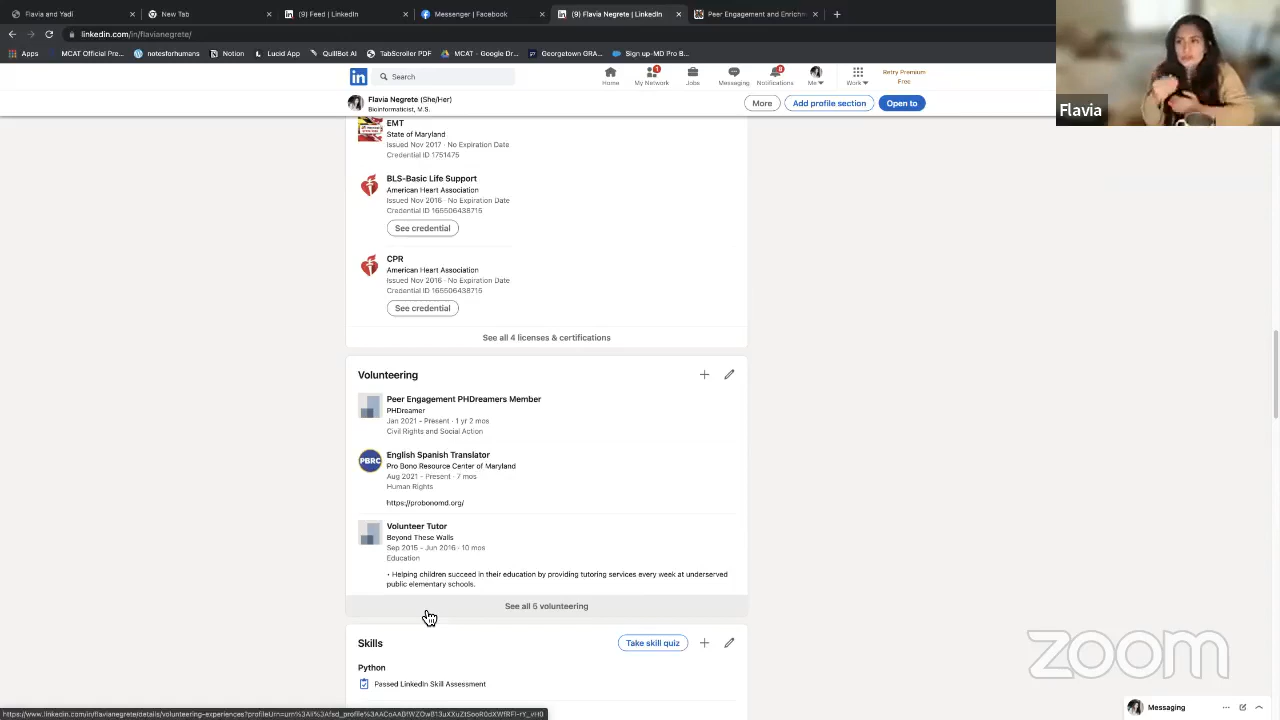 Flavia and Yadi
New Tab
(9) Feed | LinkedIn
Messenger | Facebook
(9) Flavia Negrete | LinkedIn
Peer Engagement and Enrichm
linkedin.com/in/flavianegrete/
Apps
MCAT Official Pre...
notesforhumans
Notion
Lucid App
QuillBot AI
TabScroller PDF
MCAT - Google Dr...
Georgetown GRA...
Sign up-MD Pro B...
Search
Home
1
My Network
Jobs
Messaging
8
Notifications
Me
Work
Retry Premium
Free
Flavia Negrete (She/Her)
Bioinformaticist, M.S.
More
Add profile section
Open to
Flavia
EMT
State of Maryland
Issued Nov 2017 · No Expiration Date
Credential ID 1751475
BLS-Basic Life Support
American Heart Association
Issued Nov 2016 · No Expiration Date
Credential ID 165506438715
See credential
CPR
American Heart Association
Issued Nov 2016 · No Expiration Date
Credential ID 165506438715
See credential
See all 4 licenses & certifications
Volunteering
Peer Engagement PHDreamers Member
PHDreamer
Jan 2021 - Present · 1 yr 2 mos
Civil Rights and Social Action
PBRC
English Spanish Translator
Pro Bono Resource Center of Maryland
Aug 2021 - Present · 7 mos
Human Rights
https://probonomd.org/
Volunteer Tutor
Beyond These Walls
Sep 2015 - Jun 2016 · 10 mos
Education
• Helping children succeed in their education by providing tutoring services every week at underserved
public elementary schools.
See all 5 volunteering
Skills
Take skill quiz
Python
Passed LinkedIn Skill Assessment
zoom
Messaging